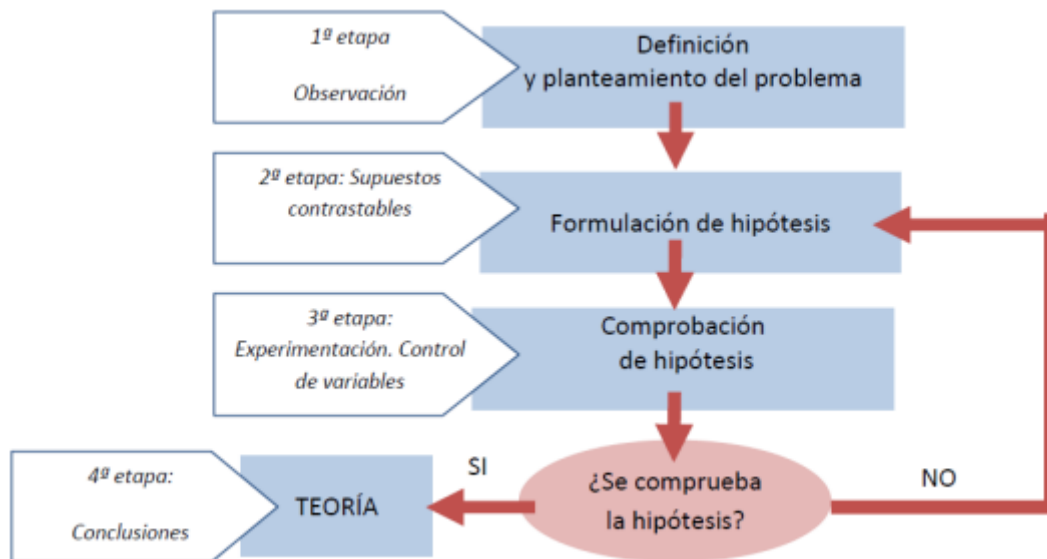 1ª etapa
Observación
Definición
y planteamiento del problema
2ª etapa: Supuestos
contrastables
Formulación de hipótesis
3ª etapa:
Experimentación. Control
de variables
Comprobación
de hipótesis
4ª etapa:
Conclusiones
TEORÍA
SI
¿Se comprueba
la hipótesis?
NO